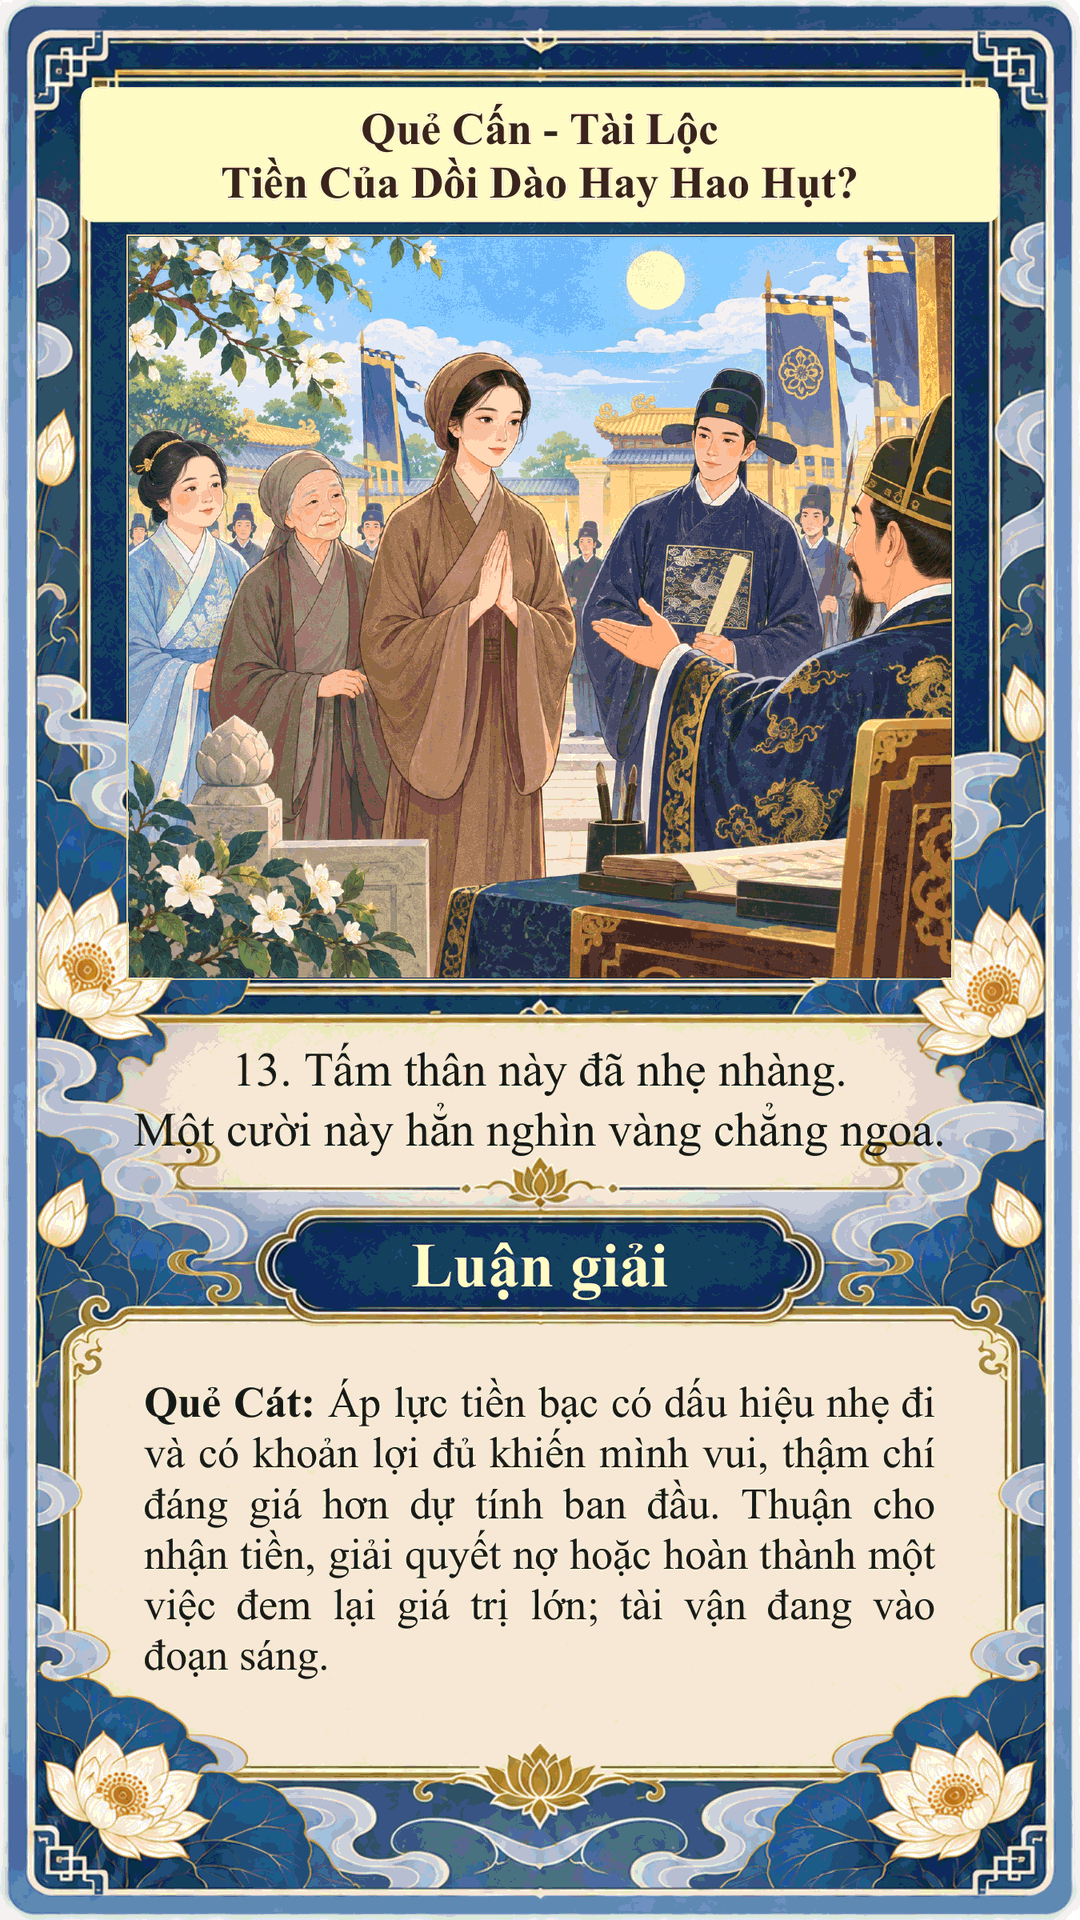 Quẻ Cấn - Tài Lộc
Tiền Của Dồi Dào Hay Hao Hụt?
13. Tấm thân này đã nhẹ nhàng.
Một cười này hẳn nghìn vàng chẳng ngoa.
Luận giải
Quẻ Cát: Áp lực tiền bạc có dấu hiệu nhẹ đi
và có khoản lợi đủ khiến mình vui, thậm chí
đáng giá hơn dự tính ban đầu. Thuận cho
nhận tiền, giải quyết nợ hoặc hoàn thành một
việc đem lại giá trị lớn; tài vận đang vào
đoạn sáng.